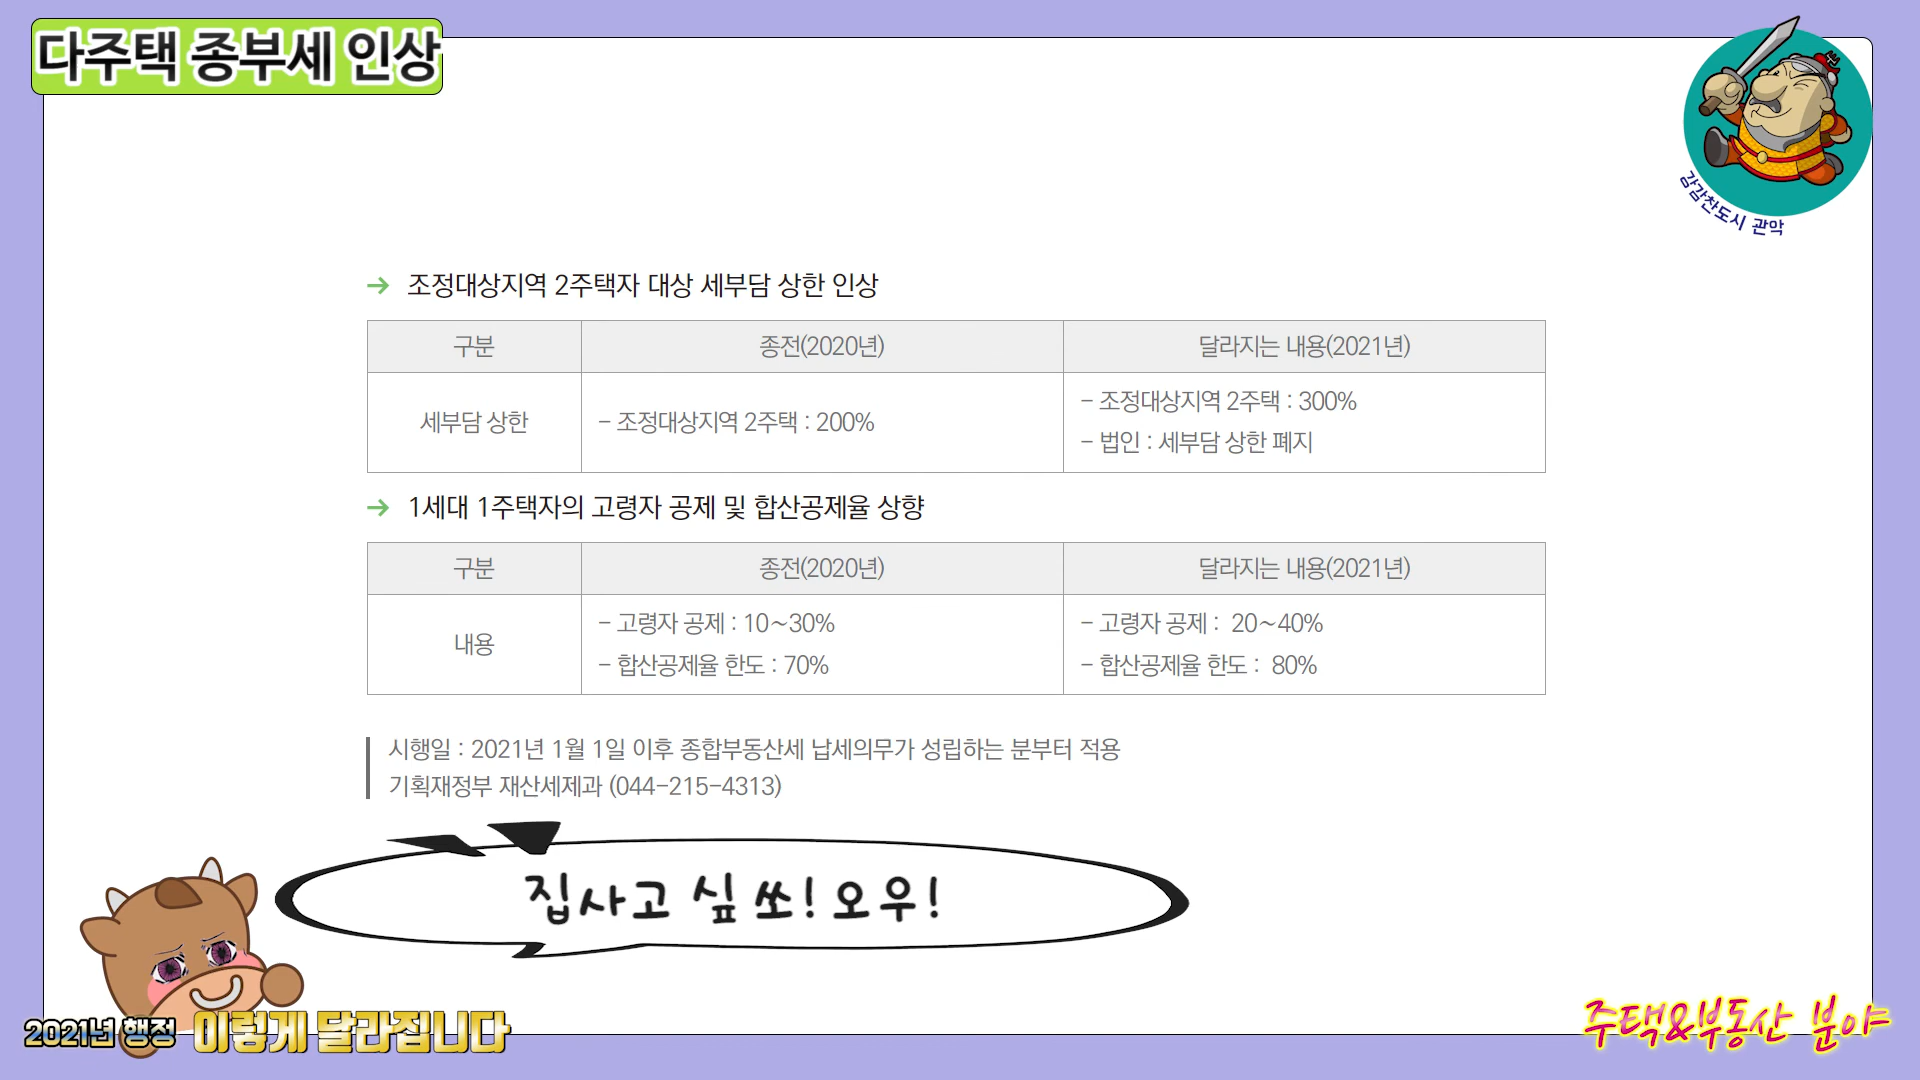 다주택 종부세 인상
강감찬도시 관악
→ 조정대상지역 2주택자 대상 세부담 상한 인상
구분 종전(2020년) 달라지는 내용(2021년)
세부담 상한 - 조정대상지역 2주택 : 200% - 조정대상지역 2주택 : 300%
- 법인 : 세부담 상한 폐지
→ 1세대 1주택자의 고령자 공제 및 합산공제율 상향
구분 종전(2020년) 달라지는 내용(2021년)
내용 - 고령자 공제 : 10~30% - 고령자 공제 : 20~40%
- 합산공제율 한도 : 70% - 합산공제율 한도 : 80%
시행일 : 2021년 1월 1일 이후 종합부동산세 납세의무가 성립하는 분부터 적용
기획재정부 재산세제과 (044-215-4313)
집사고 싶 쏘! 오우!
2021년 행정 이렇게 달라집니다
주택&부동산 분야